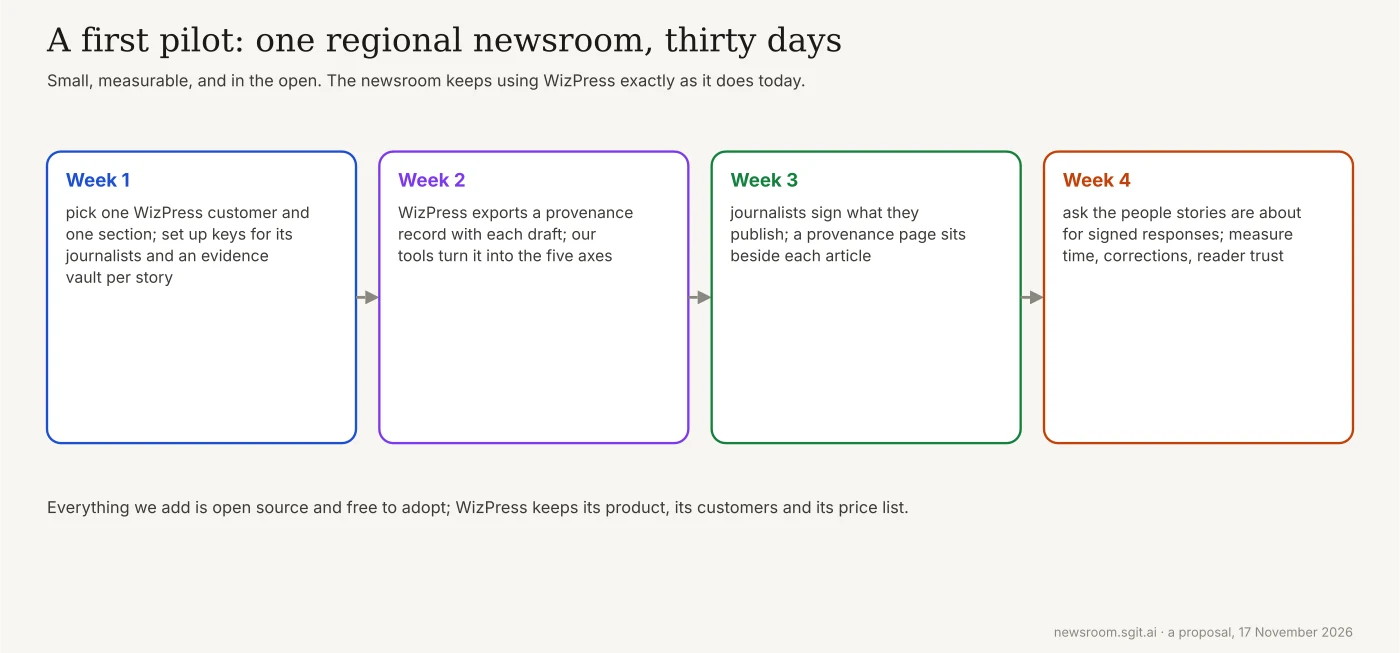 A first pilot: one regional newsroom, thirty days
Small, measurable, and in the open. The newsroom keeps using WizPress exactly as it does today.
Week 1
pick one WizPress customer and
one section; set up keys for its
journalists and an evidence
vault per story
Week 2
WizPress exports a provenance
record with each draft; our
tools turn it into the five axes
Week 3
journalists sign what they
publish; a provenance page sits
beside each article
Week 4
ask the people stories are about
for signed responses; measure
time, corrections, reader trust
Everything we add is open source and free to adopt; WizPress keeps its product, its customers and its price list.
newsroom.sgit.ai · a proposal, 17 November 2026